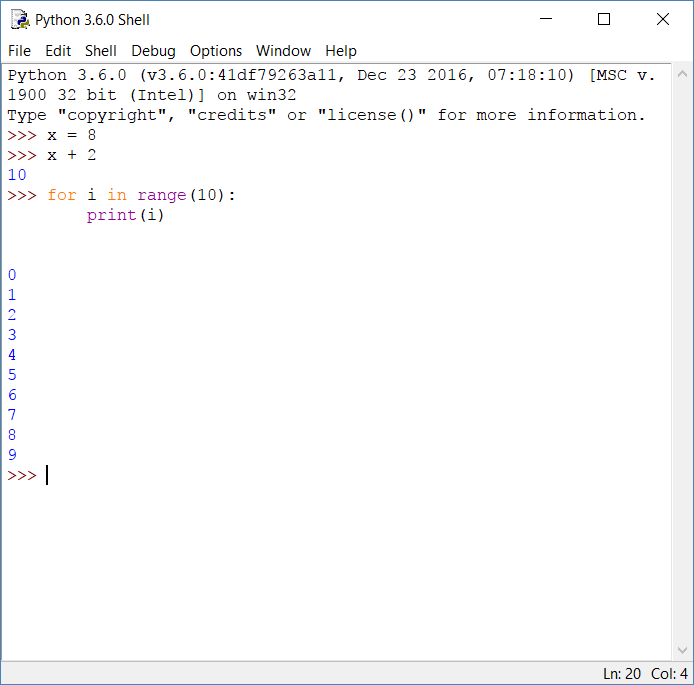 Python 3.6.0 Shell
File Edit Shell Debug Options Window Help
Python 3.6.0 (v3.6.0:41df79263a11, Dec 23 2016, 07:18:10) [MSC v.
1900 32 bit (Intel)] on win32
Type "copyright", "credits" or "license()" for more information.
>>> x = 8
>>> x + 2
10
>>> for i in range(10):
        print(i)
0
1
2
3
4
5
6
7
8
9
>>>
Ln: 20 Col: 4